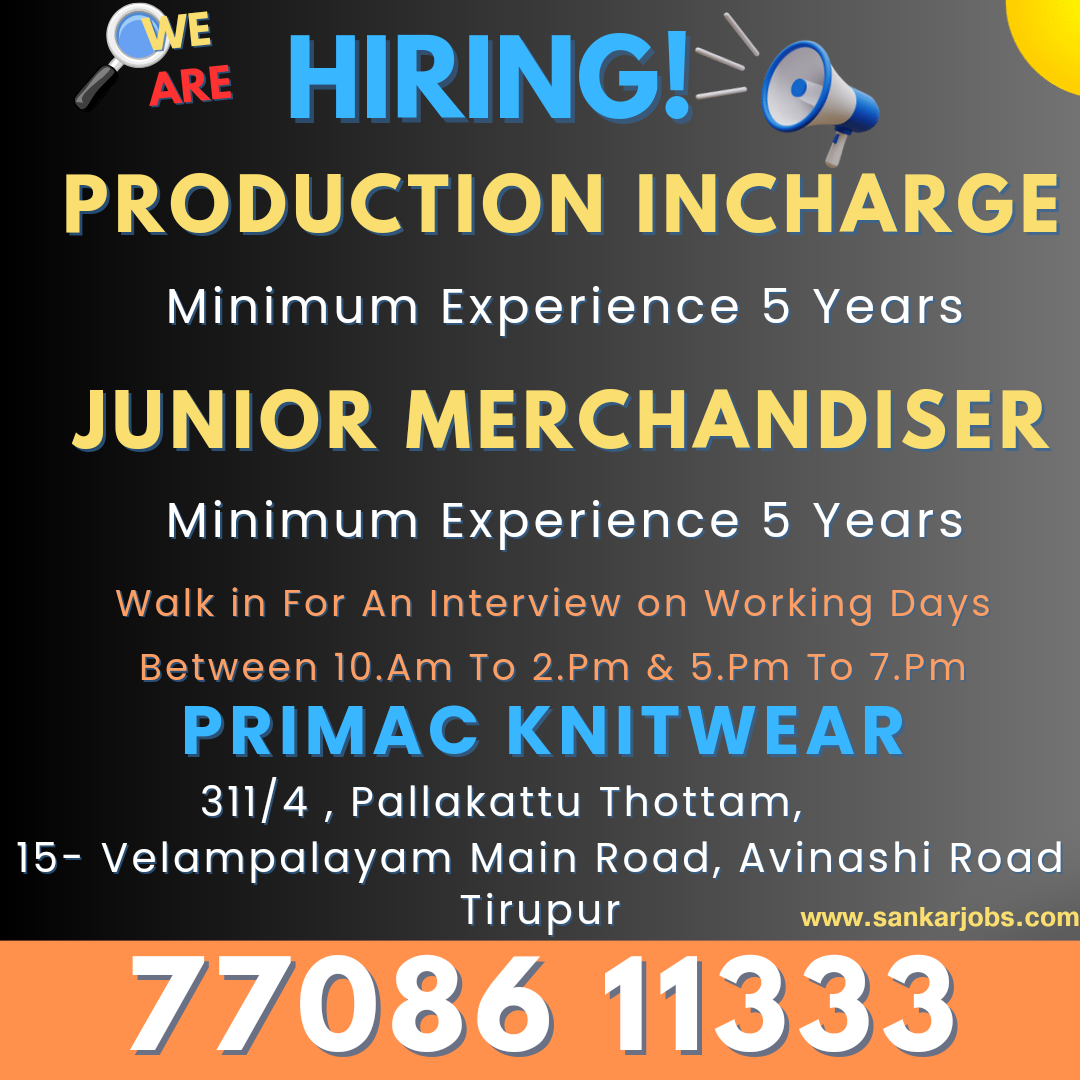 WE
ARE
HIRING!
PRODUCTION INCHARGE
Minimum Experience 5 Years
JUNIOR MERCHANDISER
Minimum Experience 5 Years
Walk in For An Interview on Working Days
Between 10.Am To 2.Pm & 5.Pm To 7.Pm
PRIMAC KNITWEAR
311/4 , Pallakattu Thottam,
15- Velampalayam Main Road, Avinashi Road
Tirupur
www.sankarjobs.com
77086 11333